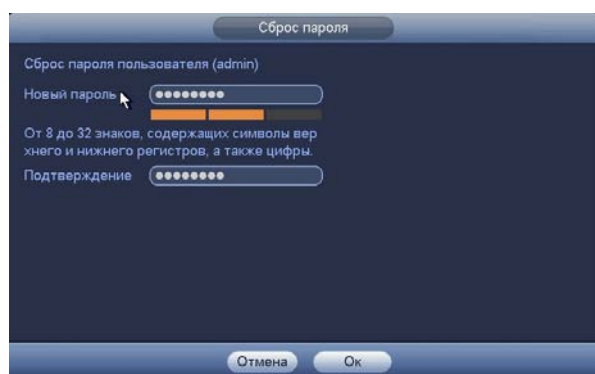 Сброс пароля
Сброс пароля пользователя (admin)
Новый пароль ●●●●●●●●
От 8 до 32 знаков, содержащих символы вер
хнего и нижнего регистров, а также цифры.
Подтверждение ●●●●●●●●
Отмена Ок